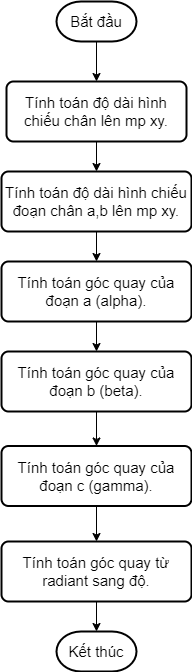 Bắt đầu
Tính toán độ dài hình
chiếu chân lên mp xy.
Tính toán độ dài hình chiếu
đoạn chân a,b lên mp xy.
Tính toán góc quay của
đoạn a (alpha).
Tính toán góc quay của
đoạn b (beta).
Tính toán góc quay của
đoạn c (gamma).
Tính toán góc quay từ
radiant sang độ.
Kết thúc